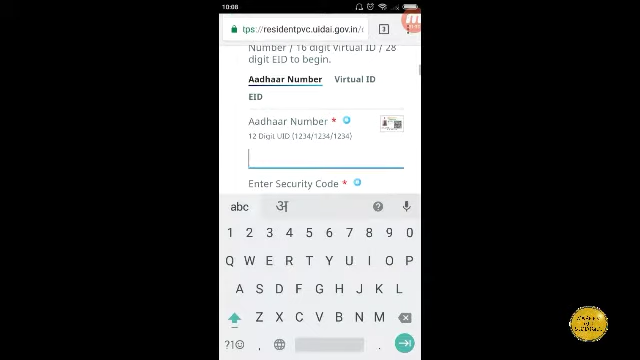 10:08
tps://residentpvc.uidai.gov.in/c
3
Number / 16 digit Virtual ID / 28
digit EID to begin.
Aadhaar Number Virtual ID
EID
Aadhaar Number *
12 Digit UID (1234/1234/1234)
Enter Security Code *
abc अ ?
1 2 3 4 5 6 7 8 9 0
Q W E R T Y U I O P
A S D F G H J K L
Z X C V B N M
?1 , .